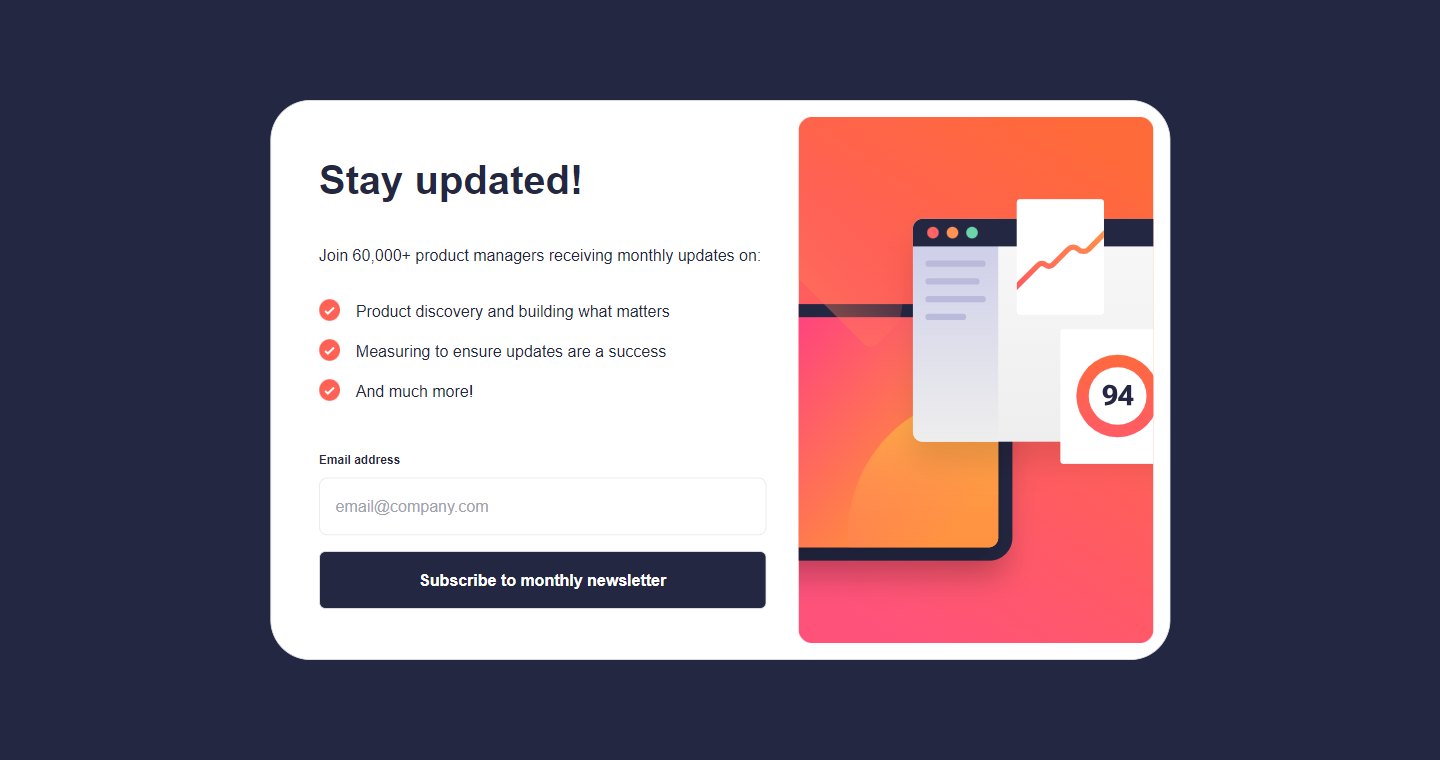 Stay updated!
Join 60,000+ product managers receiving monthly updates on:
Product discovery and building what matters
Measuring to ensure updates are a success
And much more!
Email address
email@company.com
Subscribe to monthly newsletter
94